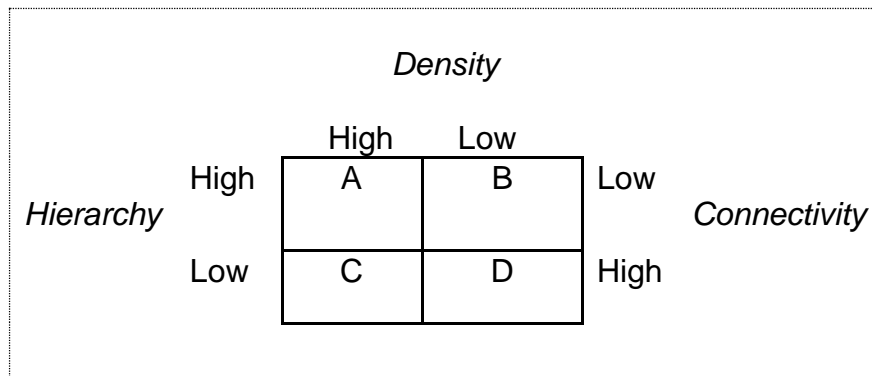 Density
High Low
High A B Low
Hierarchy Connectivity
Low C D High